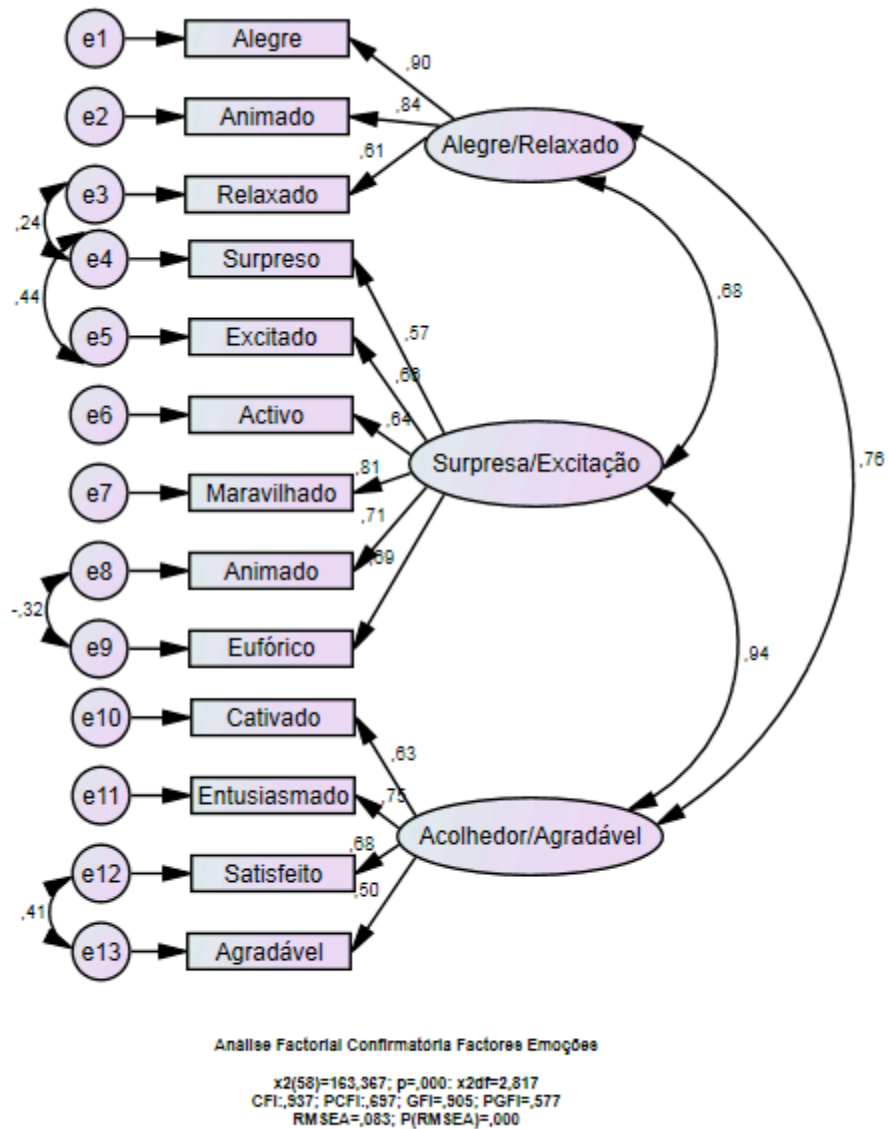 e1
Alegre
,90
e2
Animado
,84
Alegre/Relaxado
,61
e3
Relaxado
,24
e4
Surpreso
,44
,68
e5
Excitado
,57
e6
Activo
,64
Surpresa/Excitação
,76
e7
Maravilhado
,81
,71
e8
Animado
,69
-,32
e9
Eufórico
,94
e10
Cativado
,63
e11
Entusiasmado
,75
Acolhedor/Agradável
e12
Satisfeito
,68
,50
,41
e13
Agradável
Análise Factorial Confirmatória Factores Emoções
x2(58)=163,367; p=,000: x2df=2,817
CFI:,937; PCFI:,697; GFI=,905; PGFI=,577
RMSEA=,083; P(RMSEA)=,000